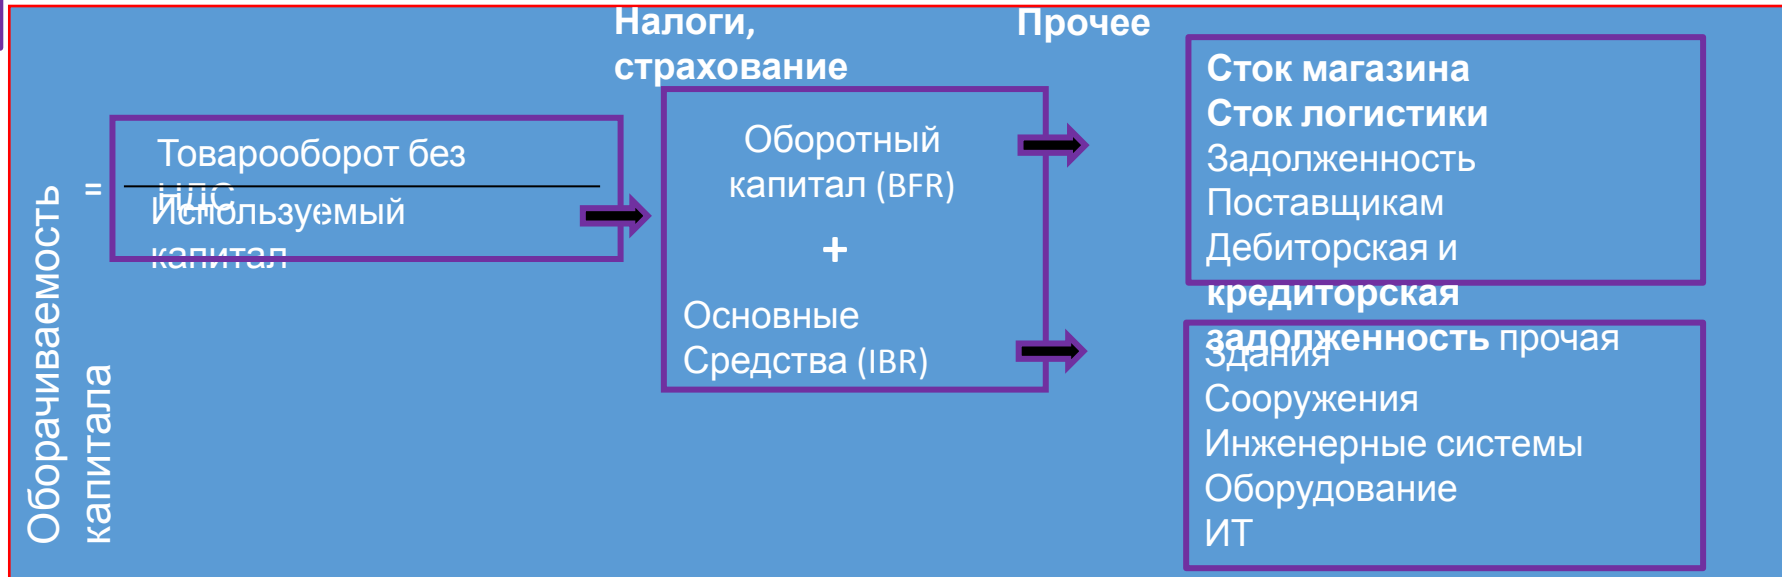 Налоги,
страхование
Прочее
Оборачиваемость
капитала
=
Товарооборот без
НДС
Используемый
капитал
Оборотный
капитал (BFR)
+
Основные
Средства (IBR)
Сток магазина
Сток логистики
Задолженность
Поставщикам
Дебиторская и
кредиторская
задолженность прочая
Здания
Сооружения
Инженерные системы
Оборудование
ИТ